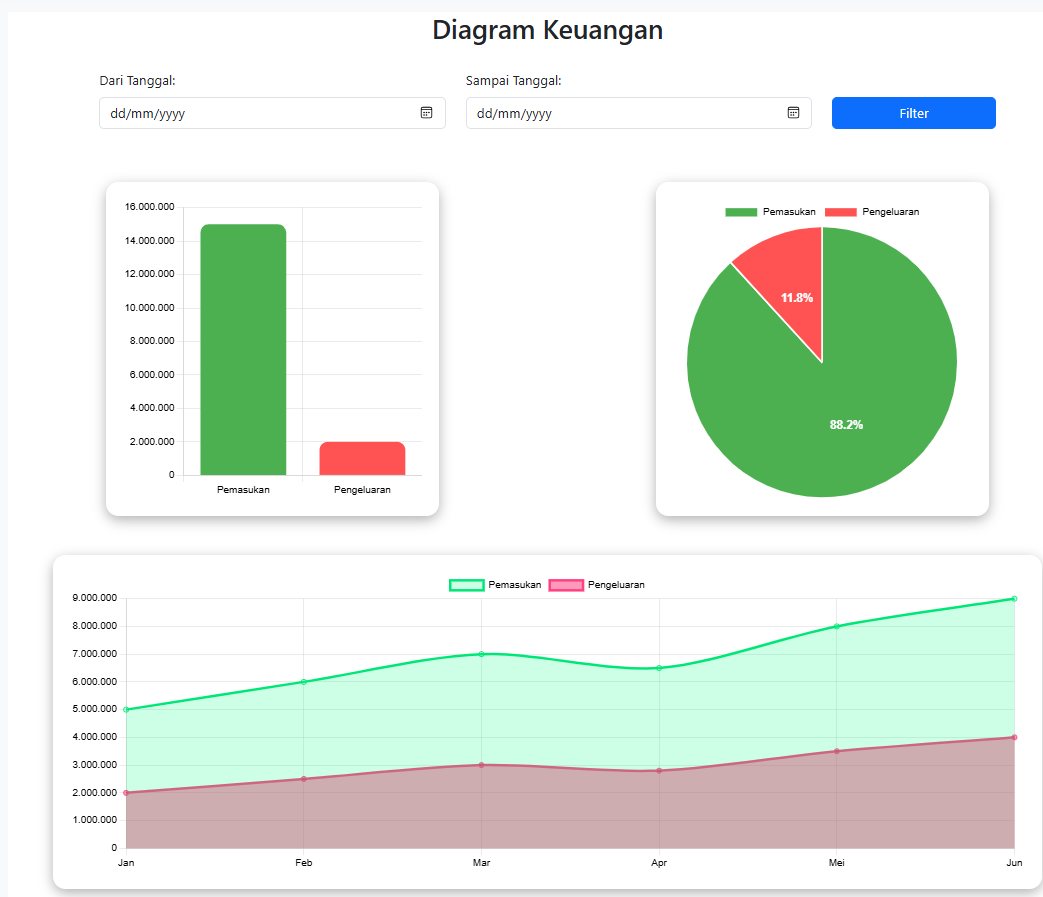 Diagram Keuangan
Dari Tanggal:
Sampai Tanggal:
dd/mm/yyyy
dd/mm/yyyy
Filter
16.000.000
14.000.000
12.000.000
10.000.000
8.000.000
6.000.000
4.000.000
2.000.000
0
Pemasukan Pengeluaran
Pemasukan Pengeluaran
11.8%
88.2%
Pemasukan Pengeluaran
9.000.000
8.000.000
7.000.000
6.000.000
5.000.000
4.000.000
3.000.000
2.000.000
1.000.000
0
Jan Feb Mar Apr Mei Jun